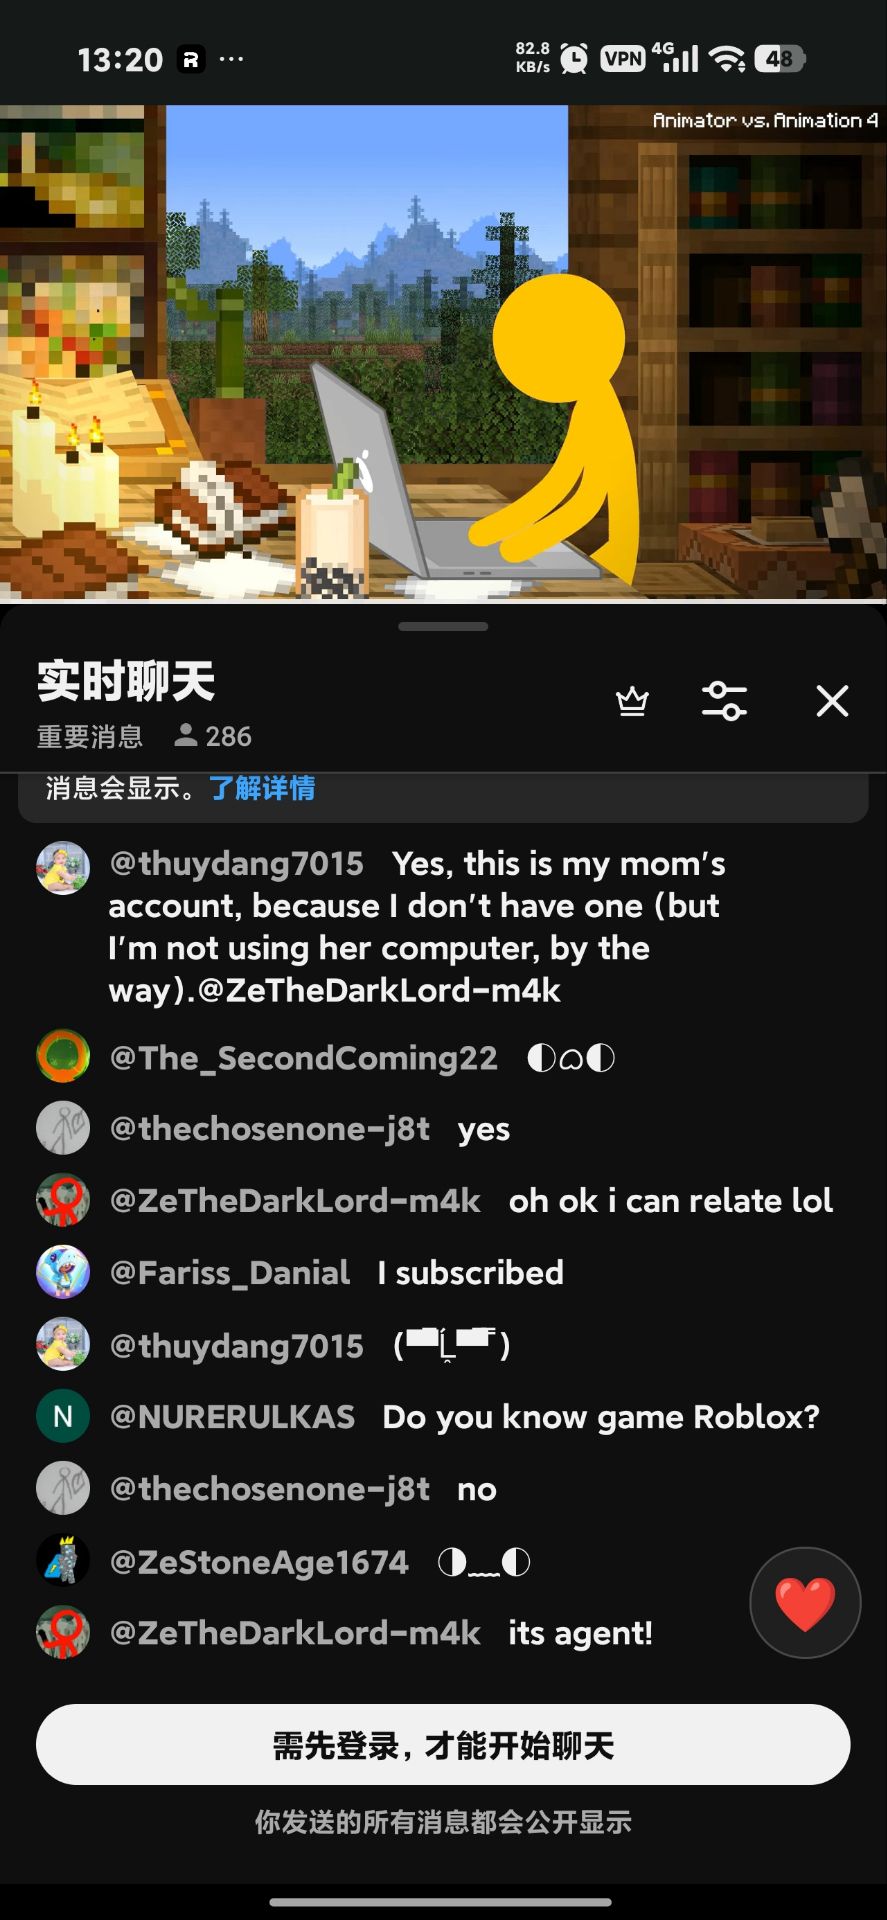 13:20
82.8
KB/s
VPN
4G
48
Animator vs. Animation 4
实时聊天
重要消息 286
消息会显示。了解详情
@thuydang7015 Yes, this is my mom's
account, because I don't have one (but
I'm not using her computer, by the
way).@ZeTheDarkLord-m4k
@The_SecondComing22 ◐ᗝ◐
@thechosenone-j8t yes
@ZeTheDarkLord-m4k oh ok i can relate lol
@Fariss_Danial I subscribed
@thuydang7015 (▀̿Ĺ̯▀̿ ̿)
N @NURERULKAS Do you know game Roblox?
@thechosenone-j8t no
@ZeStoneAge1674 ◑﹏◐
@ZeTheDarkLord-m4k its agent!
需先登录，才能开始聊天
你发送的所有消息都会公开显示